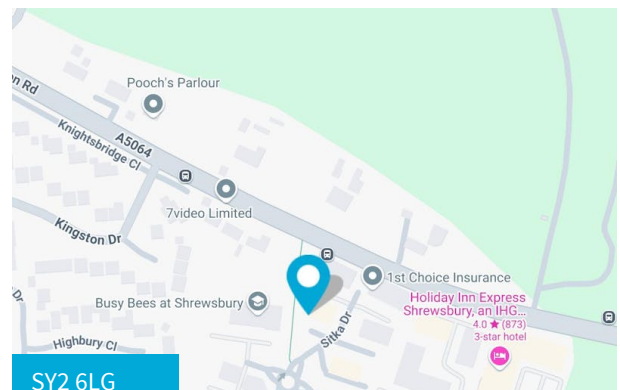 Pooch's Parlour
on Rd
A5064
Knightsbridge Cl
7video Limited
Kingston Dr
1st Choice Insurance
Holiday Inn Express
Shrewsbury, an IHG...
4.0 ★ (873)
3-star hotel
Busy Bees at Shrewsbury
Sitka Dr
Dr
Highbury Cl
SY2 6LG